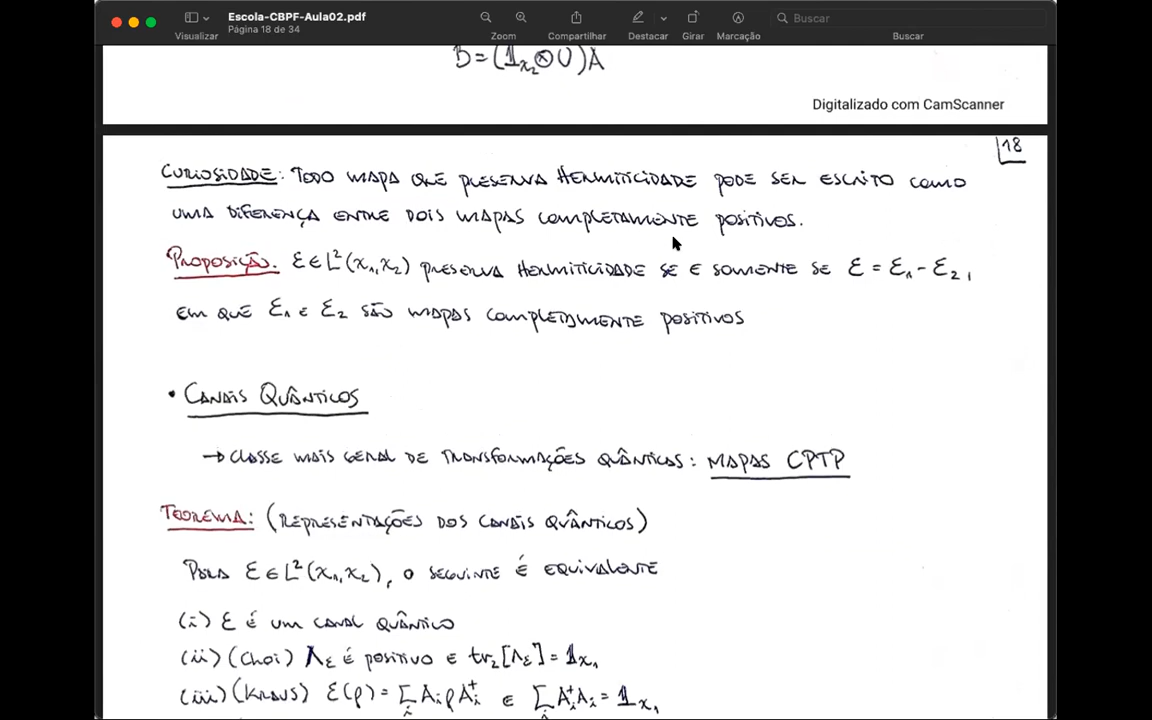 Escola-CBPF-Aula02.pdf
Página 18 de 34
Visualizar
Zoom
Compartilhar
Destacar
Girar
Marcação
Buscar
Buscar
B = (𝟙x₂ ⊗ U)A
Digitalizado com CamScanner
18
CURIOSIDADE: TODO MAPA QUE PRESERVA HERMITICIDADE PODE SER ESCRITO COMO
UMA DIFERENÇA ENTRE DOIS MAPAS COMPLETAMENTE POSITIVOS.
PROPOSIÇÃO. ℰ ∈ L²(x₁,x₂) PRESERVA HERMITICIDADE SE E SOMENTE SE ℰ = ℰ₁ - ℰ₂,
EM QUE ℰ₁ E ℰ₂ SÃO MAPAS COMPLETAMENTE POSITIVOS
• CANAIS QUÂNTICOS
→ CLASSE MAIS GERAL DE TRANSFORMAÇÕES QUÂNTICAS: MAPAS CPTP
TEOREMA: (REPRESENTAÇÕES DOS CANAIS QUÂNTICOS)
PARA ℰ ∈ L²(x₁,x₂), O SEGUINTE É EQUIVALENTE
(i) ℰ É UM CANAL QUÂNTICO
(ii) (Choi) Λℰ É POSITIVO E tr₂[Λℰ] = 𝟙x₁
(iii) (KRAUS) ℰ(ρ) = ∑ᵢ Aᵢ ρ Aᵢ† E ∑ᵢ Aᵢ†Aᵢ = 𝟙x₁